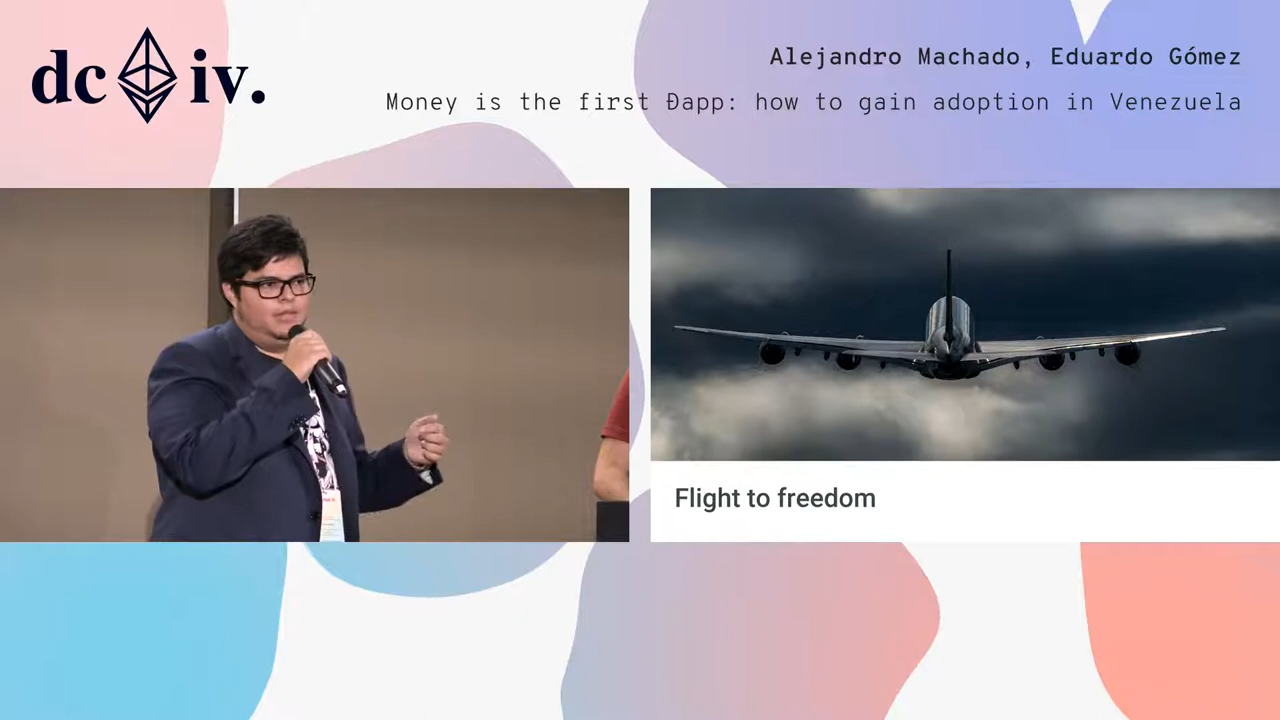 dc iv.
Alejandro Machado, Eduardo Gómez
Money is the first Ðapp: how to gain adoption in Venezuela
Flight to freedom